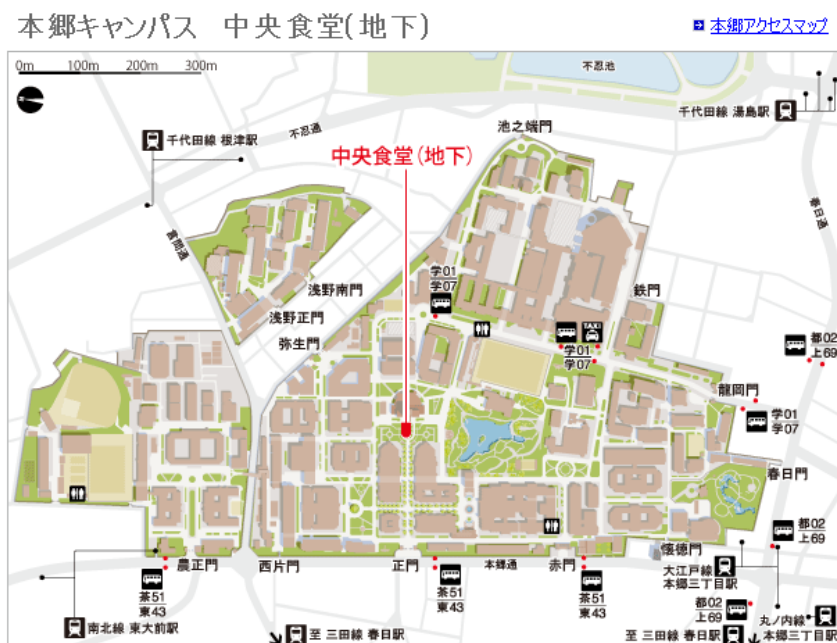 本郷キャンパス 中央食堂(地下)
本郷アクセスマップ
0m 100m 200m 300m
不忍池
千代田線 湯島駅
千代田線 根津駅
不忍通
池之端門
中央食堂(地下)
春日通
言問通
学01
学07
浅野南門
鉄門
浅野正門
TAXI
弥生門
学01
学07
都02
上69
龍岡門
学01
学07
春日門
都02
上69
懐徳門
農正門
西片門
正門
本郷通
赤門
大江戸線
本郷三丁目駅
茶51
東43
茶51
東43
茶51
東43
都02
上69
丸ノ内線
本郷三丁目駅
南北線 東大前駅
至 三田線 春日駅
至 三田線 春日駅